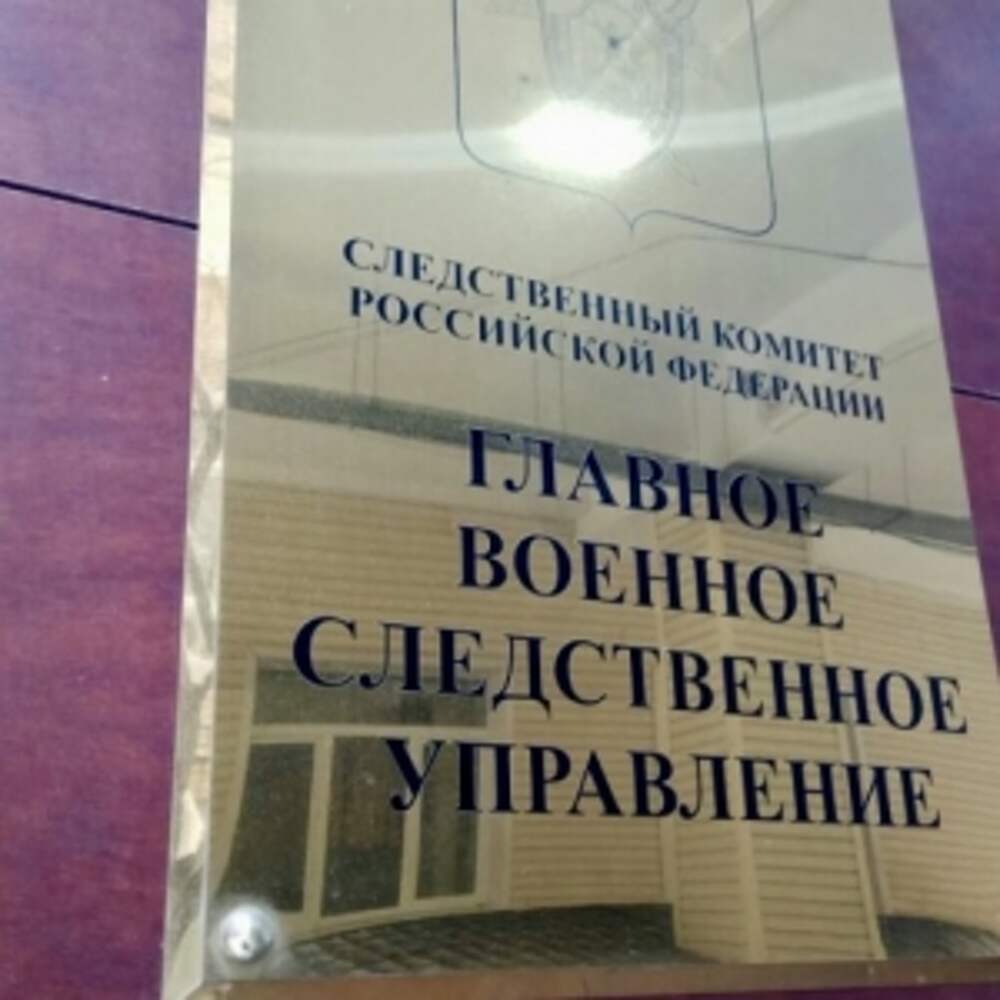 СЛЕДСТВЕННЫЙ КОМИТЕТ
РОССИЙСКОЙ ФЕДЕРАЦИИ
ГЛАВНОЕ
ВОЕННОЕ
СЛЕДСТВЕННОЕ
УПРАВЛЕНИЕ